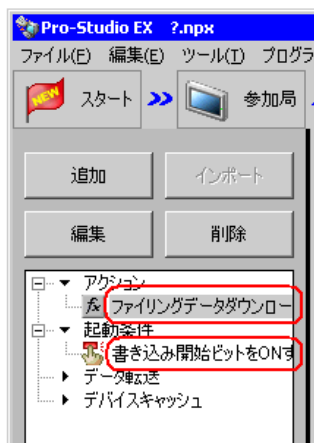 Pro-Studio EX ?.npx
ファイル(F) 編集(E) ツール(T) プログラ
NEW スタート 参加局
追加 インポート
編集 削除
アクション
fx ファイリングデータダウンロー
起動条件
書き込み開始ビットをONす
データ転送
デバイスキャッシュ